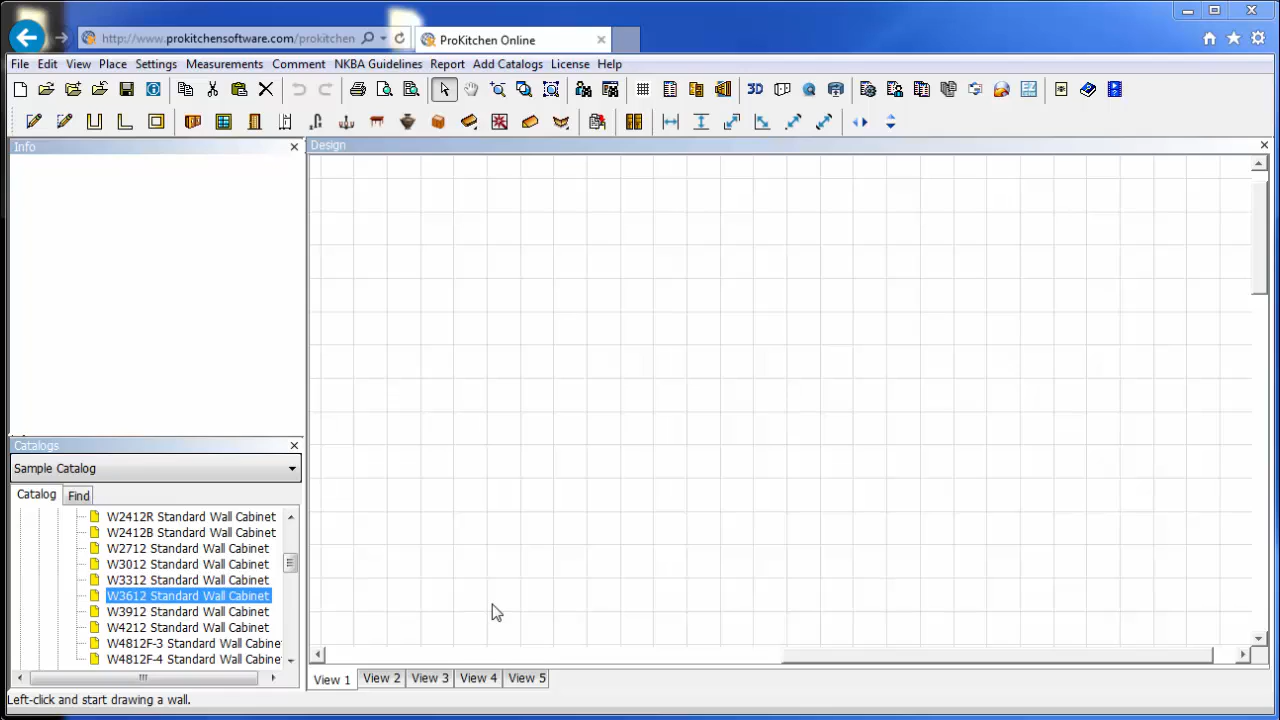 http://www.prokitchensoftware.com/prokitchen
ProKitchen Online
File Edit View Place Settings Measurements Comment NKBA Guidelines Report Add Catalogs License Help
3D
EZ
Info
Design
Catalogs
Sample Catalog
Catalog Find
W2412R Standard Wall Cabinet
W2412B Standard Wall Cabinet
W2712 Standard Wall Cabinet
W3012 Standard Wall Cabinet
W3312 Standard Wall Cabinet
W3612 Standard Wall Cabinet
W3912 Standard Wall Cabinet
W4212 Standard Wall Cabinet
W4812F-3 Standard Wall Cabine
W4812F-4 Standard Wall Cabine
View 1 View 2 View 3 View 4 View 5
Left-click and start drawing a wall.